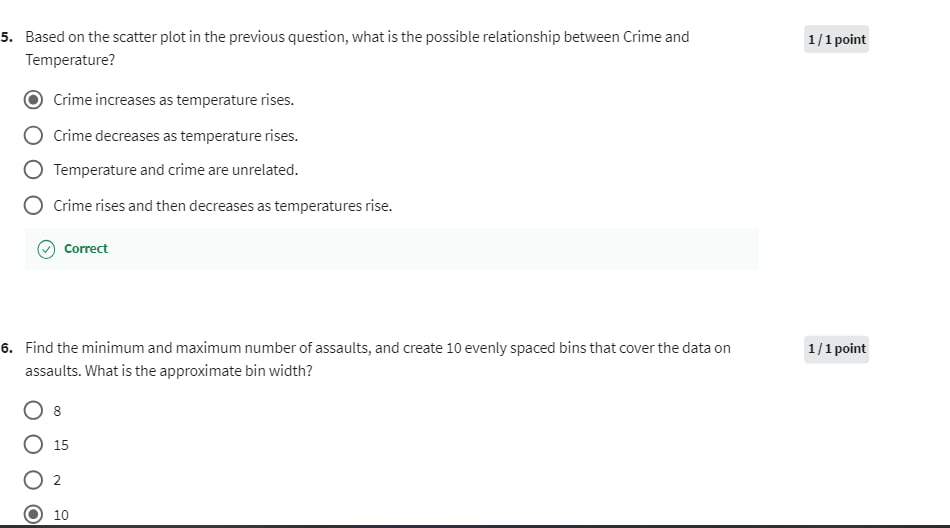 5. Based on the scatter plot in the previous question, what is the possible relationship between Crime and
Temperature?
1 / 1 point
Crime increases as temperature rises.
Crime decreases as temperature rises.
Temperature and crime are unrelated.
Crime rises and then decreases as temperatures rise.
Correct
6. Find the minimum and maximum number of assaults, and create 10 evenly spaced bins that cover the data on
assaults. What is the approximate bin width?
1 / 1 point
8
15
2
10